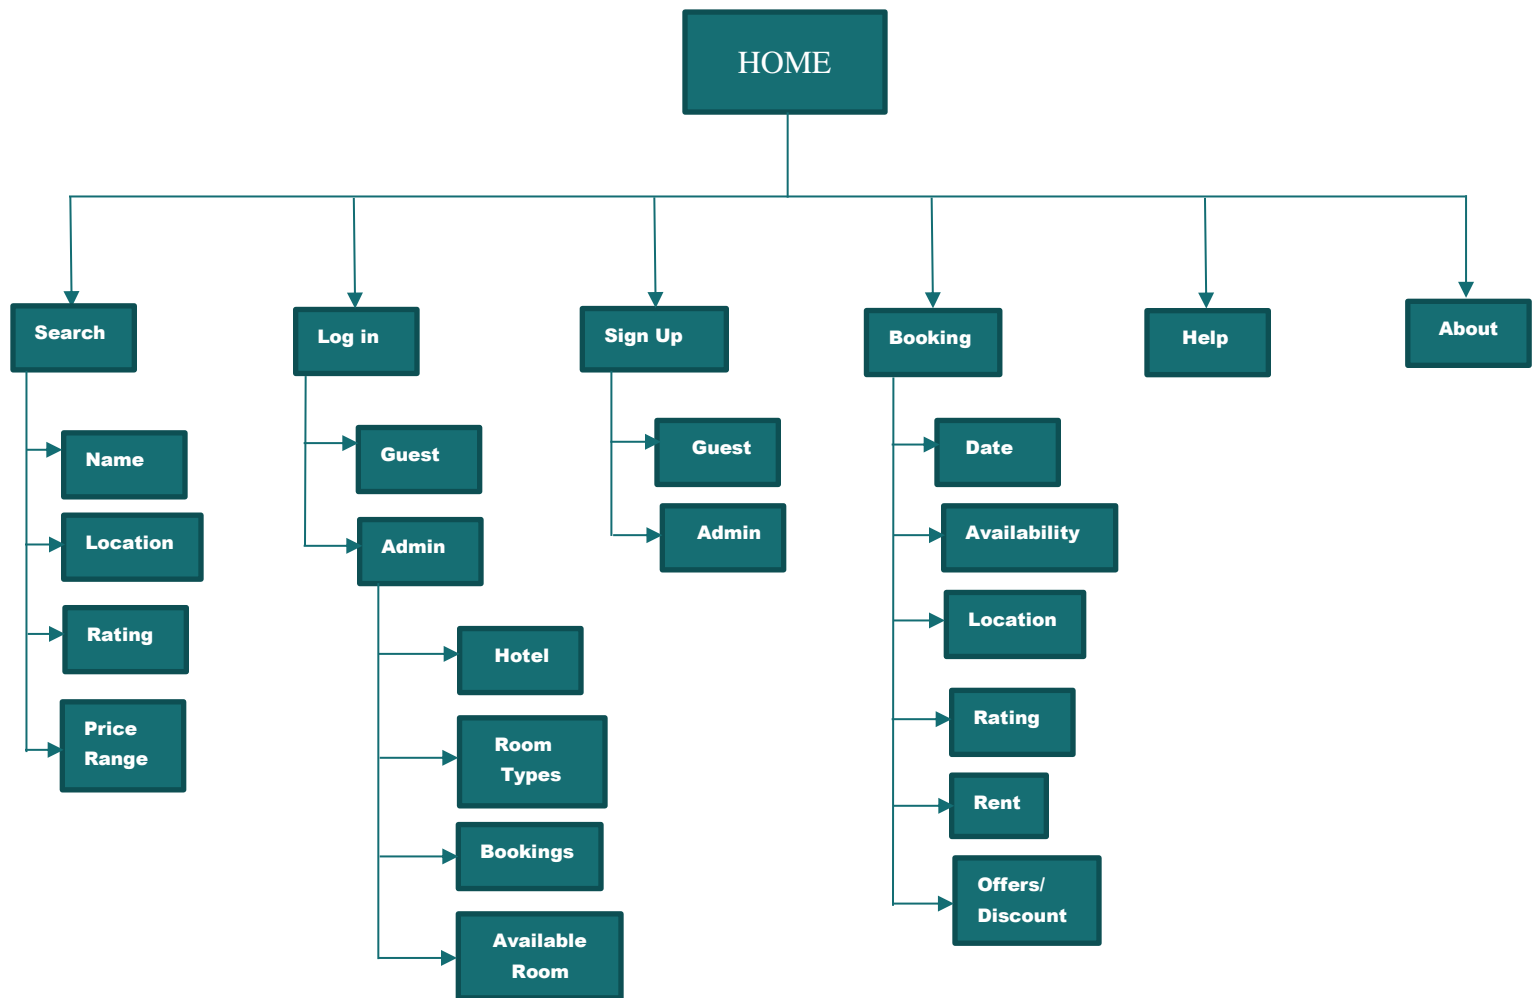 HOME
Search
Log in
Sign Up
Booking
Help
About
Name
Location
Rating
Price
Range
Guest
Admin
Hotel
Room
Types
Bookings
Available
Room
Guest
Admin
Date
Availability
Location
Rating
Rent
Offers/
Discount